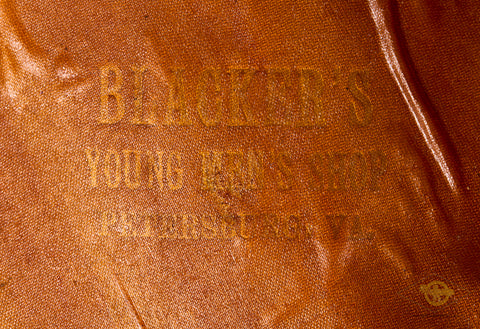 BLACKER'S
YOUNG MEN'S SHOP
PETERSBURG, VA.